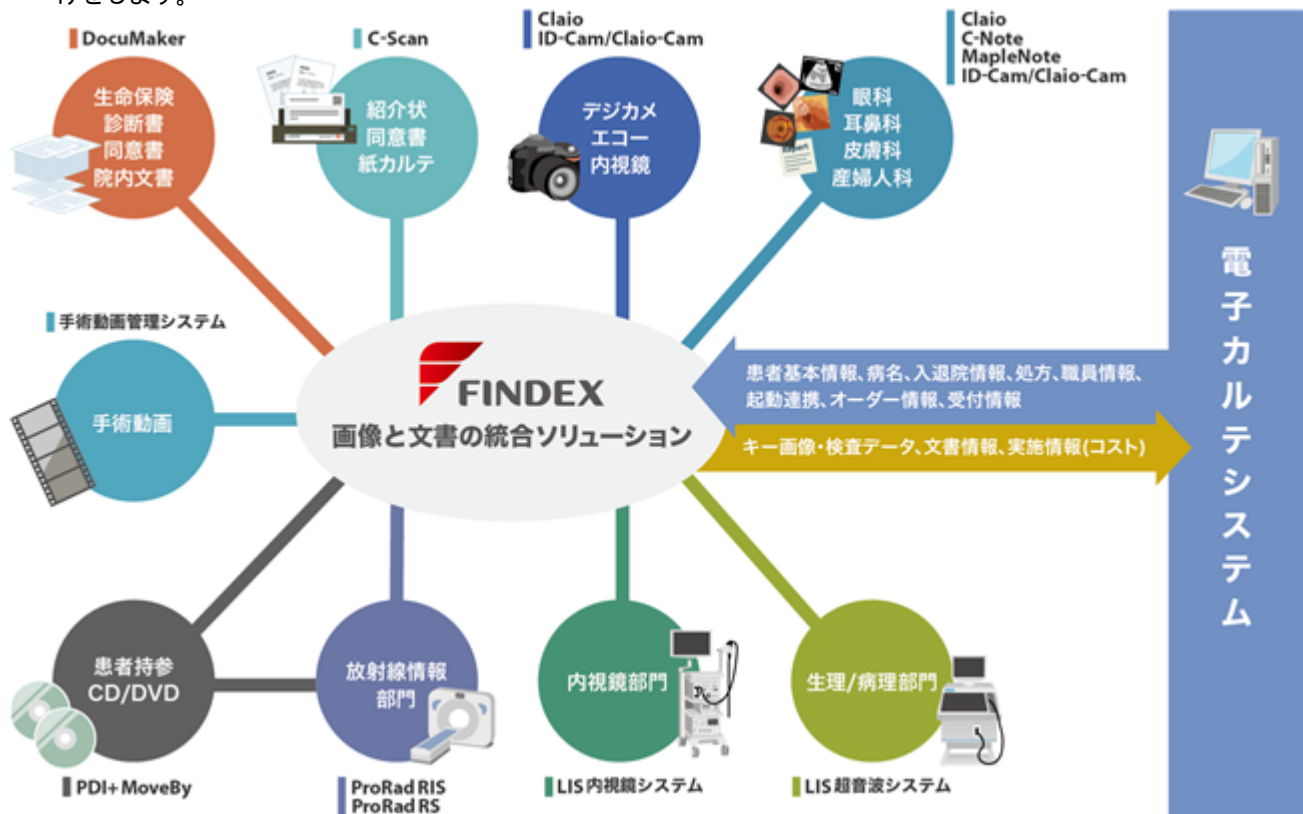 けをします。
DocuMaker
生命保険
診断書
同意書
院内文書
C-Scan
紹介状
同意書
紙カルテ
Claio
ID-Cam/Claio-Cam
デジカメ
エコー
内視鏡
Claio
C-Note
MapleNote
ID-Cam/Claio-Cam
眼科
耳鼻科
皮膚科
産婦人科
手術動画管理システム
手術動画
FINDEX
画像と文書の統合ソリューション
患者基本情報、病名、入退院情報、処方、職員情報、
起動連携、オーダー情報、受付情報
キー画像・検査データ、文書情報、実施情報(コスト)
電子カルテシステム
患者持参
CD/DVD
PDI+MoveBy
放射線情報
部門
ProRad RIS
ProRad RS
内視鏡部門
LIS 内視鏡システム
生理/病理部門
LIS 超音波システム